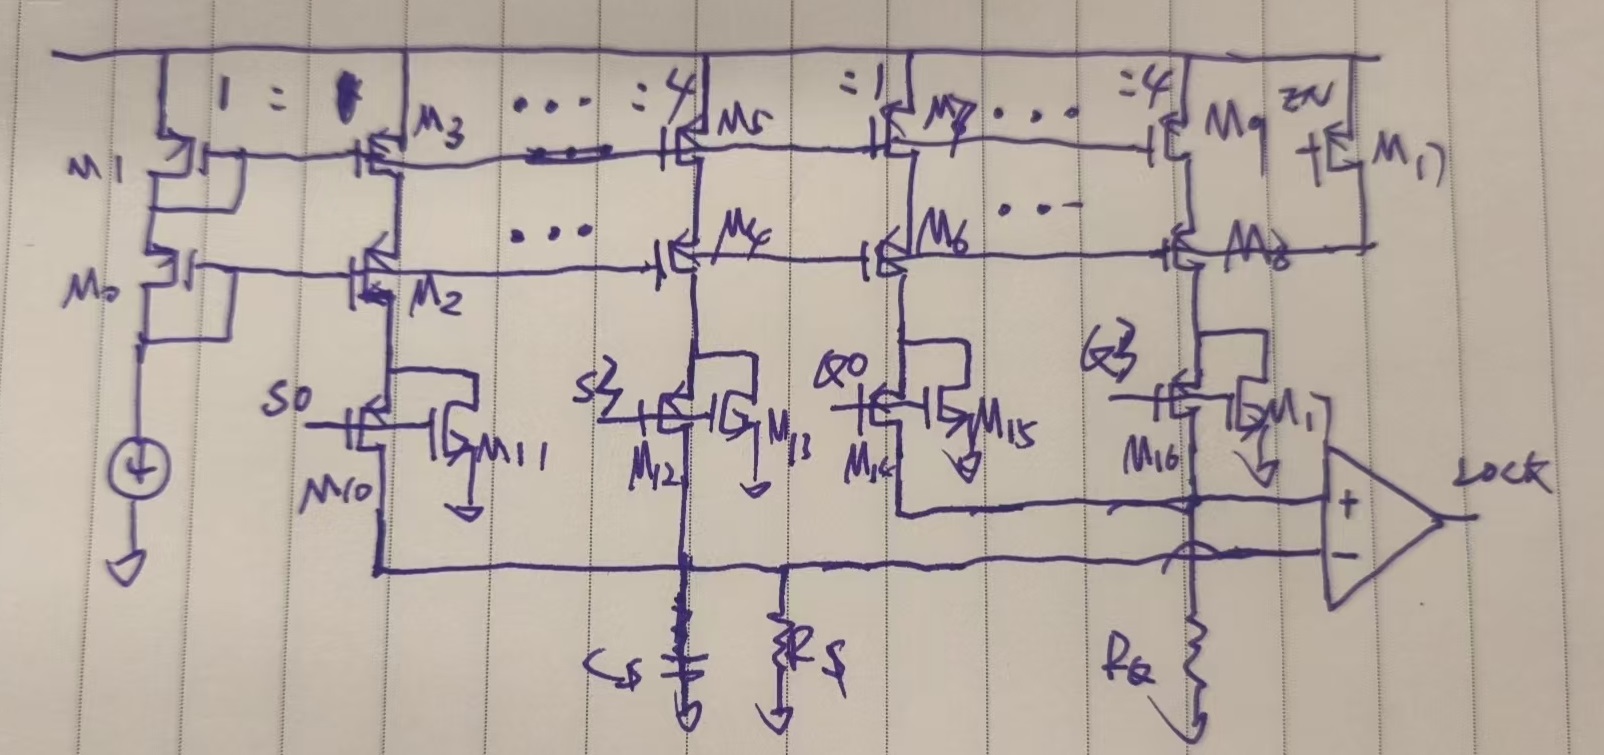 1 : 1 ... : 4 : 1 ... : 4 EN
M3 M5 M7 M9
M1 M17
... M4 M6 ...
M0 M2 M8
S0 S3 Q0 Q3
M11 M13 M15 M1
M10 M12 M14 M16
LOCK
+
-
CS RS RQ